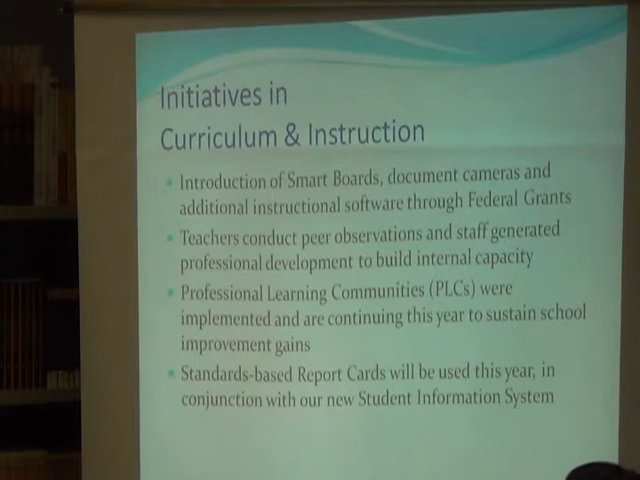 Initiatives in
Curriculum & Instruction
Introduction of Smart Boards, document cameras and
additional instructional software through Federal Grants
Teachers conduct peer observations and staff generated
professional development to build internal capacity
Professional Learning Communities (PLCs) were
implemented and are continuing this year to sustain school
improvement gains
Standards-based Report Cards will be used this year, in
conjunction with our new Student Information System